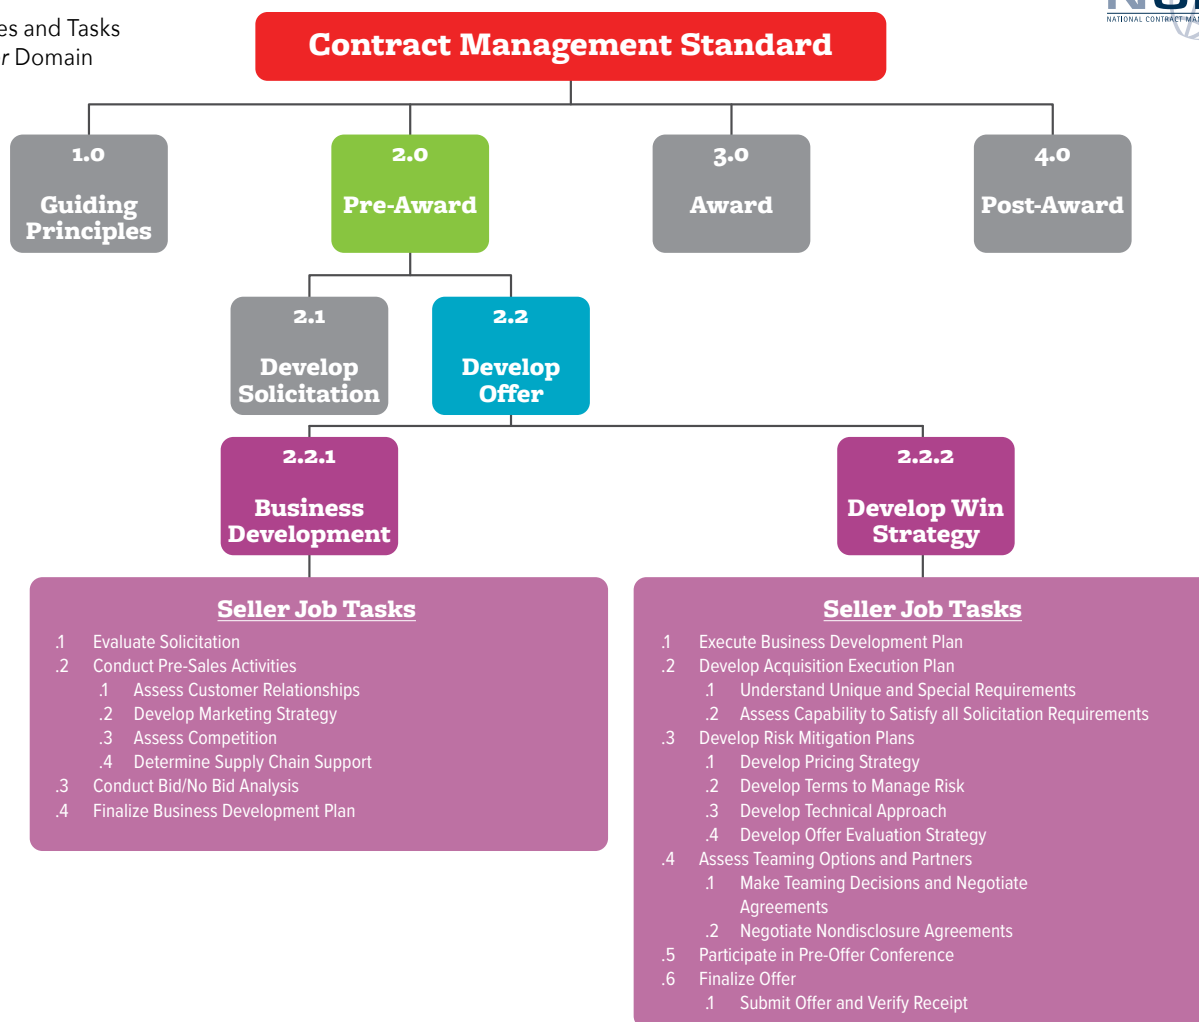 es and Tasks
er Domain
NATIONAL CONTRACT MA
Contract Management Standard
1.0
Guiding
Principles
2.0
Pre-Award
3.0
Award
4.0
Post-Award
2.1
Develop
Solicitation
2.2
Develop
Offer
2.2.1
Business
Development
2.2.2
Develop Win
Strategy
Seller Job Tasks
.1 Evaluate Solicitation
.2 Conduct Pre-Sales Activities
.1 Assess Customer Relationships
.2 Develop Marketing Strategy
.3 Assess Competition
.4 Determine Supply Chain Support
.3 Conduct Bid/No Bid Analysis
.4 Finalize Business Development Plan
Seller Job Tasks
.1 Execute Business Development Plan
.2 Develop Acquisition Execution Plan
.1 Understand Unique and Special Requirements
.2 Assess Capability to Satisfy all Solicitation Requirements
.3 Develop Risk Mitigation Plans
.1 Develop Pricing Strategy
.2 Develop Terms to Manage Risk
.3 Develop Technical Approach
.4 Develop Offer Evaluation Strategy
.4 Assess Teaming Options and Partners
.1 Make Teaming Decisions and Negotiate
Agreements
.2 Negotiate Nondisclosure Agreements
.5 Participate in Pre-Offer Conference
.6 Finalize Offer
.1 Submit Offer and Verify Receipt